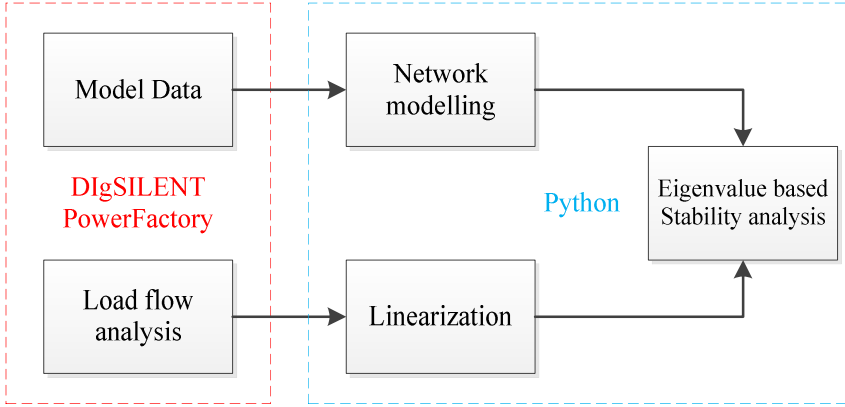 Model Data
Network
modelling
DIgSILENT
PowerFactory
Python
Eigenvalue based
Stability analysis
Load flow
analysis
Linearization